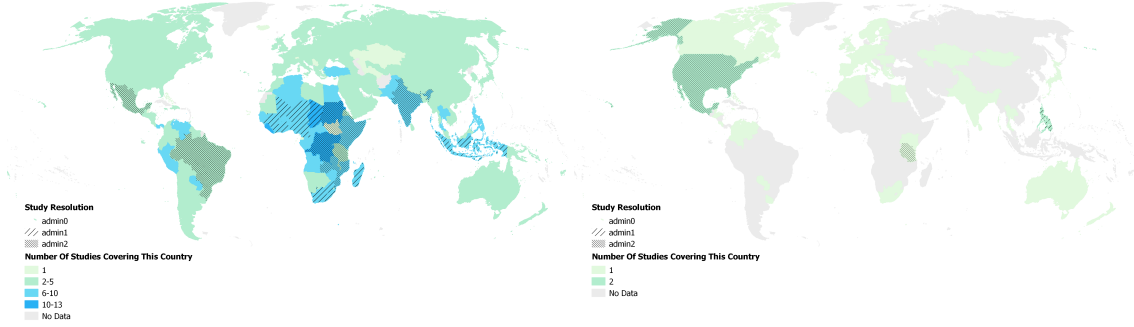 Study Resolution
admin0
admin1
admin2
Number Of Studies Covering This Country
1
2-5
6-10
10-13
No Data
Study Resolution
admin0
admin1
admin2
Number Of Studies Covering This Country
1
2
No Data